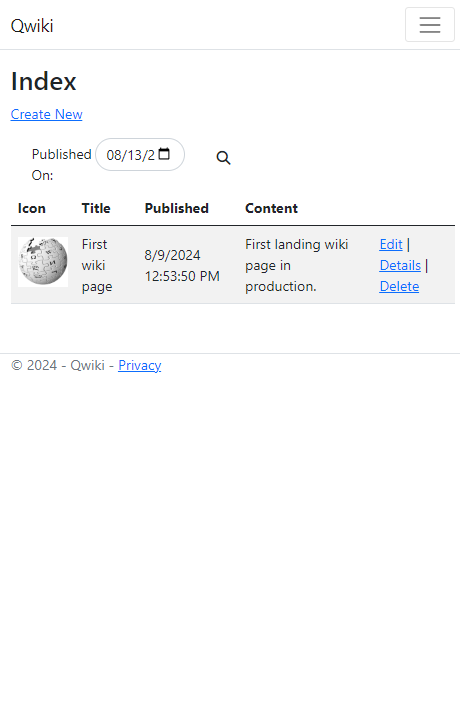 Qwiki
Index
Create New
Published 08/13/2
On:
Icon Title Published Content
First wiki page
8/9/2024 12:53:50 PM
First landing wiki page in production.
Edit | Details | Delete
© 2024 - Qwiki - Privacy